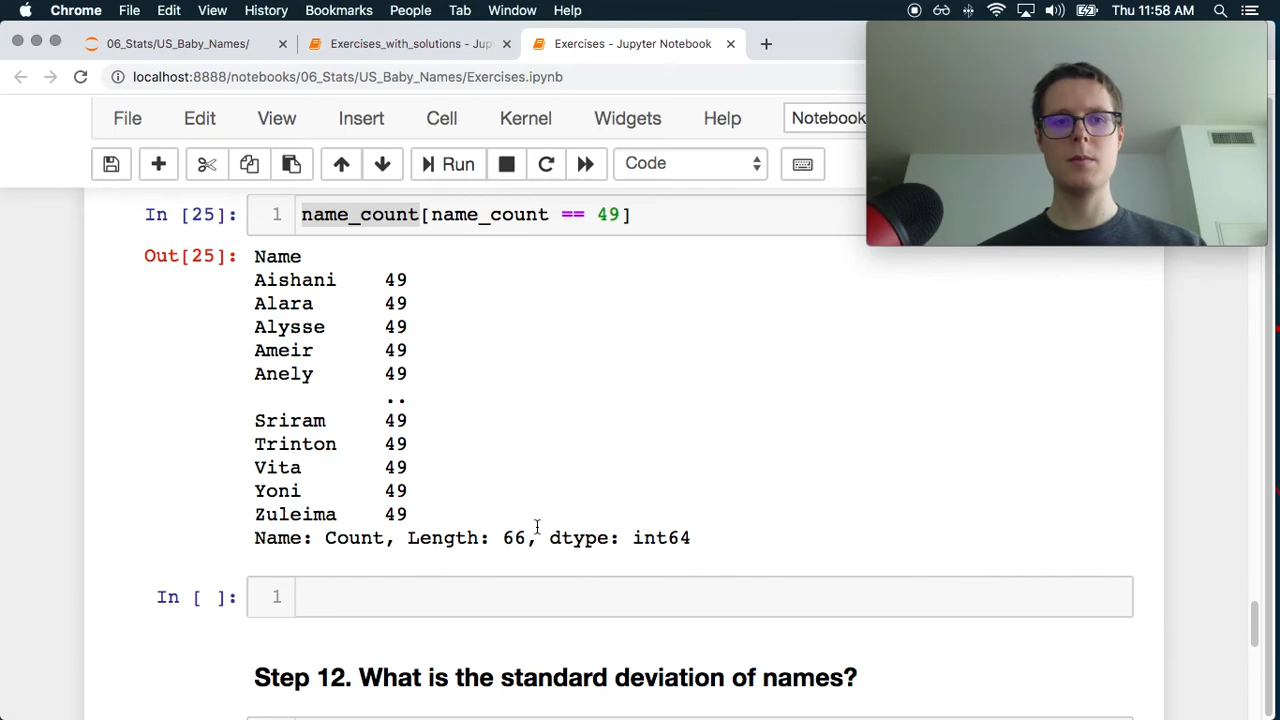 Chrome File Edit View History Bookmarks People Tab Window Help Thu 11:58 AM
06_Stats/US_Baby_Names/ Exercises_with_solutions - Jup Exercises - Jupyter Notebook
localhost:8888/notebooks/06_Stats/US_Baby_Names/Exercises.ipynb
File Edit View Insert Cell Kernel Widgets Help Notebook
Run Code
In [25]: 1 name_count[name_count == 49]
Out[25]: Name
Aishani 49
Alara 49
Alysse 49
Ameir 49
Anely 49
..
Sriram 49
Trinton 49
Vita 49
Yoni 49
Zuleima 49
Name: Count, Length: 66, dtype: int64
In [ ]: 1
Step 12. What is the standard deviation of names?